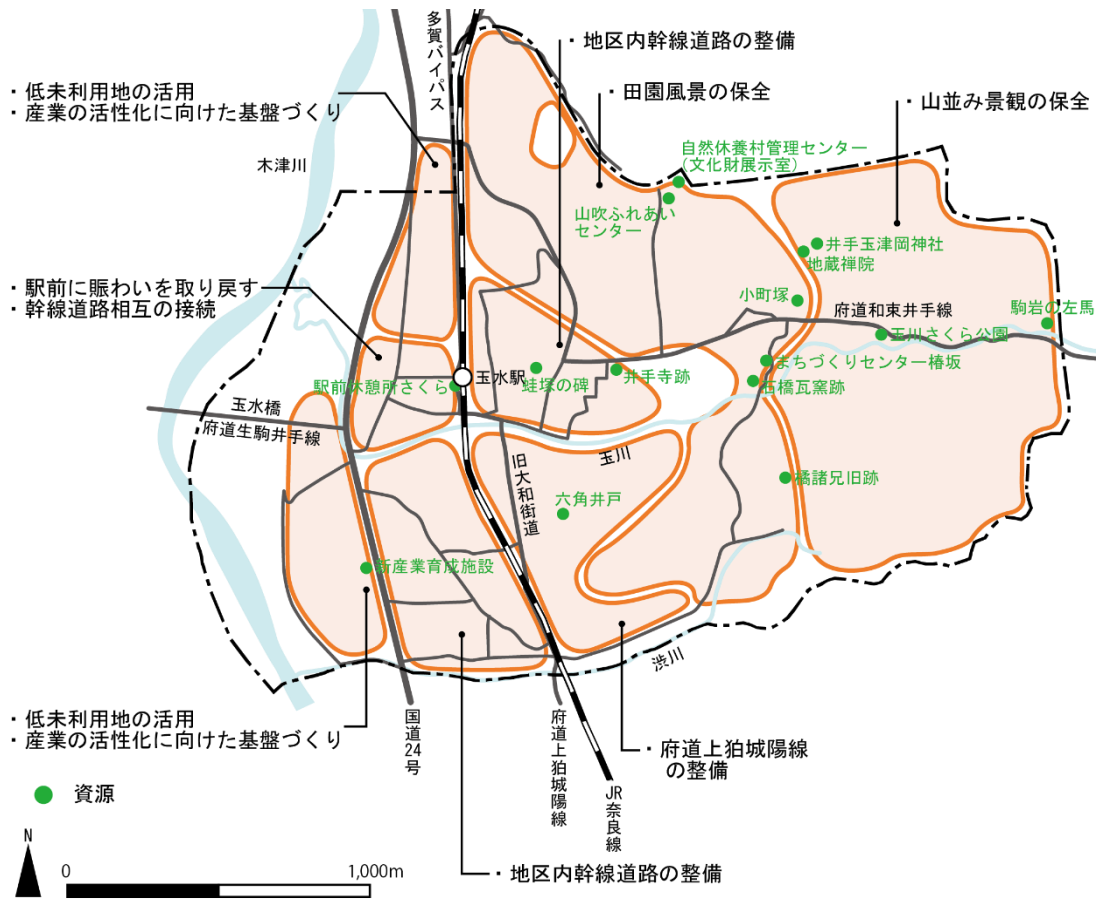 多賀バイパス
・地区内幹線道路の整備
・低未利用地の活用
・産業の活性化に向けた基盤づくり
・田園風景の保全
・山並み景観の保全
木津川
自然休養村管理センター
(文化財展示室)
山吹ふれあい
センター
井手玉津岡神社
地蔵禅院
・駅前に賑わいを取り戻す
・幹線道路相互の接続
小町塚
府道和束井手線
駒岩の左馬
玉川さくら公園
まちづくりセンター椿坂
玉水駅
蛙塚の碑
井手寺跡
石橋瓦窯跡
駅前休憩所さくら
玉水橋
府道生駒井手線
玉川
旧大和街道
橘諸兄旧跡
六角井戸
新産業育成施設
渋川
・低未利用地の活用
・産業の活性化に向けた基盤づくり
国道24号
府道上狛城陽線
・府道上狛城陽線
の整備
JR奈良線
資源
・地区内幹線道路の整備
N
0
1,000m